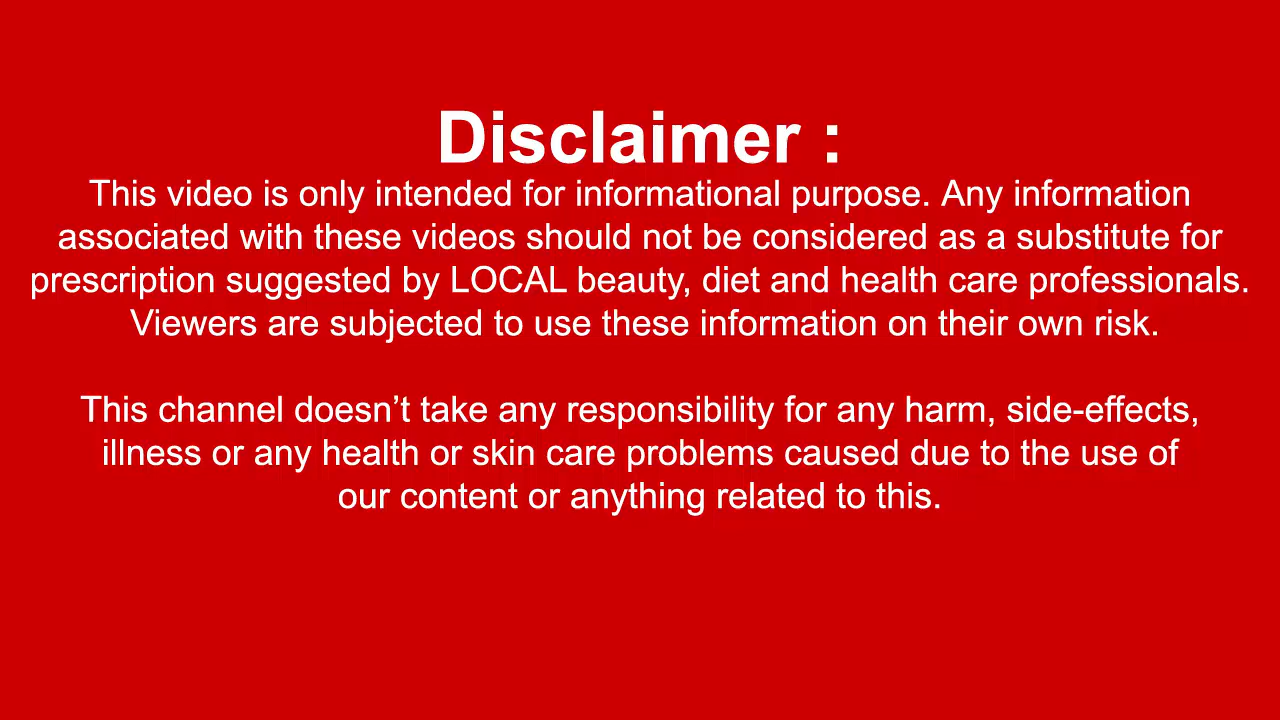 Disclaimer :
This video is only intended for informational purpose. Any information
associated with these videos should not be considered as a substitute for
prescription suggested by LOCAL beauty, diet and health care professionals.
Viewers are subjected to use these information on their own risk.
This channel doesn’t take any responsibility for any harm, side-effects,
illness or any health or skin care problems caused due to the use of
our content or anything related to this.